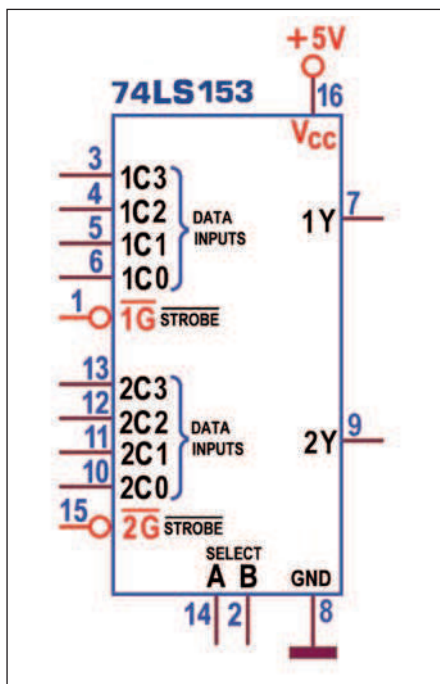 +5V
74LS153
16
VCC
3 1C3
4 1C2
5 1C1
6 1C0
DATA
INPUTS
1Y 7
1 1G STROBE
13 2C3
12 2C2
11 2C1
10 2C0
DATA
INPUTS
2Y 9
15 2G STROBE
SELECT
A B
GND
14 2 8